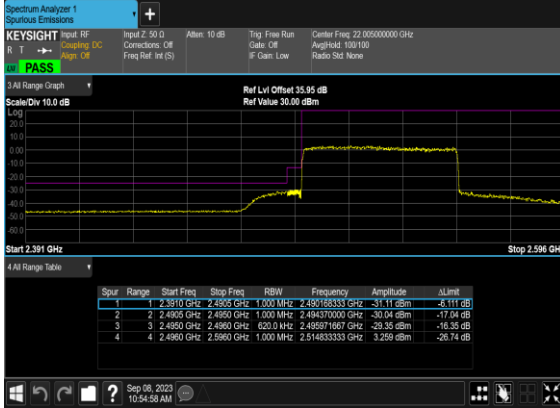 Spectrum Analyzer 1
Spurious Emissions
+
KEYSIGHT Input: RF Input Z: 50 Ω Atten: 10 dB Trig: Free Run Center Freq: 22.005000000 GHz
R T Coupling: DC Corrections: Off Gate: Off Avg|Hold: 100/100
Align: Off Freq Ref: Int (S) IF Gain: Low Radio Std: None
PASS
3.All Range Graph
Ref Lvl Offset 35.95 dB
Scale/Div 10.0 dB Ref Value 30.00 dBm
Log
20.0
10.0
0.00
-10.0
-20.0
-30.0
-40.0
-50.0
-60.0
Start 2.391 GHz Stop 2.596 GH
4.All Range Table
Spur Range Start Freq Stop Freq RBW Frequency Amplitude ΔLimit
1 1 2.3910 GHz 2.4905 GHz 1.000 MHz 2.490168333 GHz -31.11 dBm -6.111 dB
2 2 2.4905 GHz 2.4950 GHz 1.000 MHz 2.494370000 GHz -30.04 dBm -17.04 dB
3 3 2.4950 GHz 2.4960 GHz 620.0 kHz 2.495971667 GHz -29.35 dBm -16.35 dB
4 4 2.4960 GHz 2.5960 GHz 1.000 MHz 2.514833333 GHz 3.259 dBm -26.74 dB
? Sep 08, 2023
10:54:58 AM